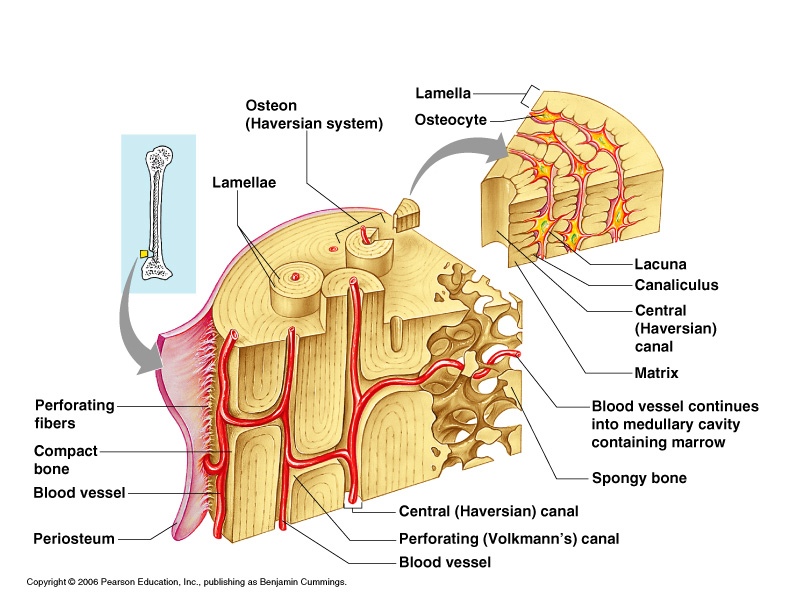 Lamella
Osteon
(Haversian system)
Osteocyte
Lamellae
Lacuna
Canaliculus
Central
(Haversian)
canal
Matrix
Perforating
fibers
Compact
bone
Blood vessel
Periosteum
Blood vessel continues
into medullary cavity
containing marrow
Spongy bone
Central (Haversian) canal
Perforating (Volkmann’s) canal
Blood vessel
Copyright © 2006 Pearson Education, Inc., publishing as Benjamin Cummings.